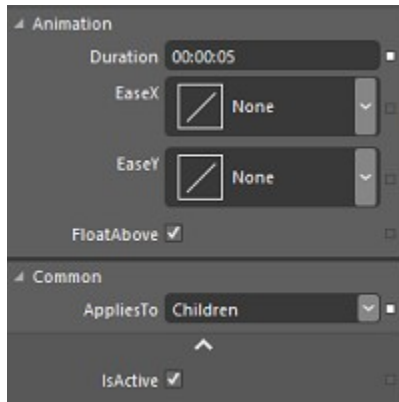 Animation
Duration 00:00:05
EaseX None
EaseY None
FloatAbove
Common
AppliesTo Children
IsActive